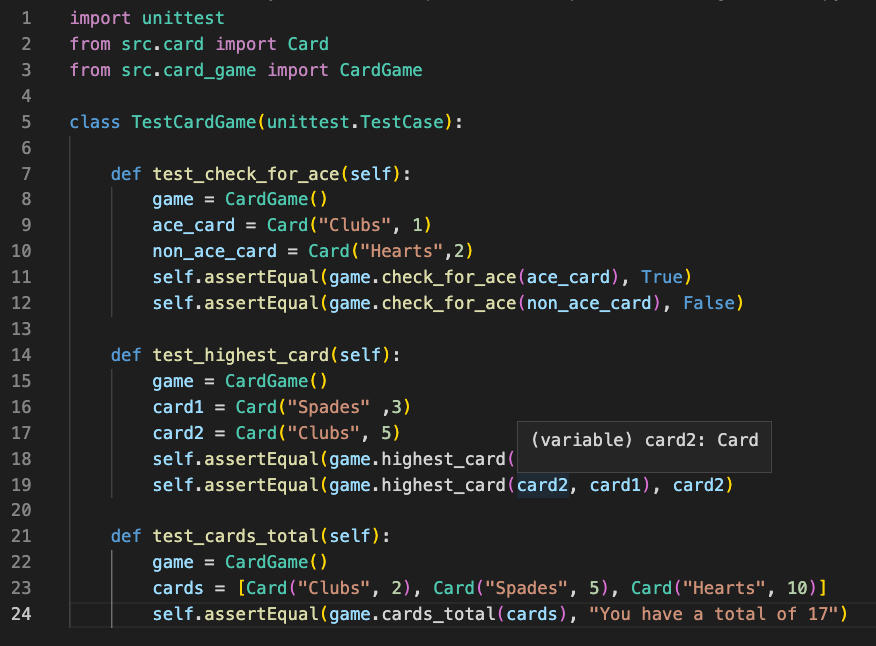 1 import unittest
2 from src.card import Card
3 from src.card_game import CardGame
4
5 class TestCardGame(unittest.TestCase):
6
7     def test_check_for_ace(self):
8         game = CardGame()
9         ace_card = Card("Clubs", 1)
10         non_ace_card = Card("Hearts",2)
11         self.assertEqual(game.check_for_ace(ace_card), True)
12         self.assertEqual(game.check_for_ace(non_ace_card), False)
13
14     def test_highest_card(self):
15         game = CardGame()
16         card1 = Card("Spades" ,3)
17         card2 = Card("Clubs", 5)
(variable) card2: Card
18         self.assertEqual(game.highest_card(
19         self.assertEqual(game.highest_card(card2, card1), card2)
20
21     def test_cards_total(self):
22         game = CardGame()
23         cards = [Card("Clubs", 2), Card("Spades", 5), Card("Hearts", 10)]
24         self.assertEqual(game.cards_total(cards), "You have a total of 17")